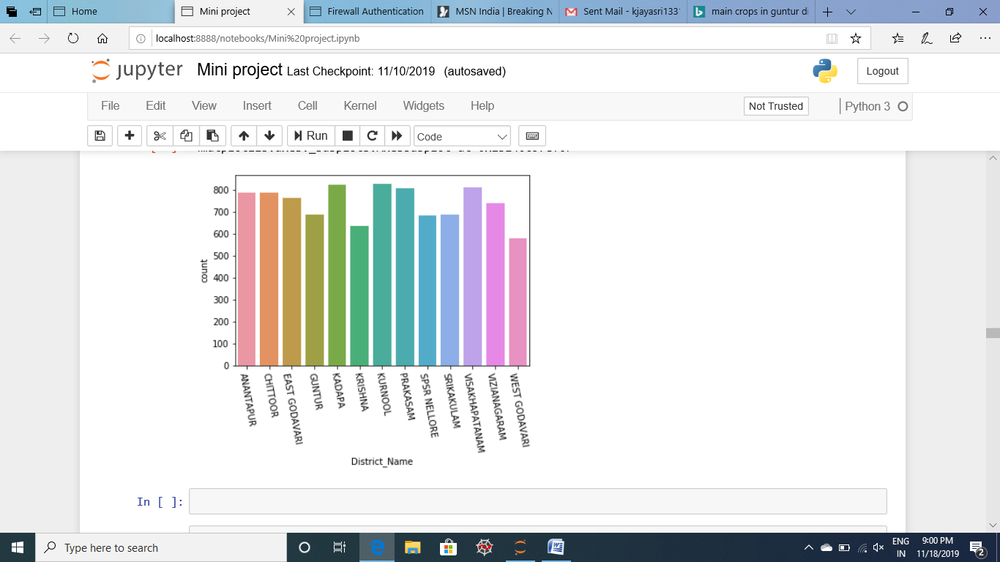 Home
Mini project
Firewall Authentication
MSN India | Breaking N
Sent Mail - kjayasri133
main crops in guntur di
localhost:8888/notebooks/Mini%20project.ipynb
jupyter Mini project Last Checkpoint: 11/10/2019 (autosaved)
Logout
File Edit View Insert Cell Kernel Widgets Help
Not Trusted
Python 3
Run
Code
800
700
600
500
400
300
200
100
0
count
ANANTAPUR
CHITTOOR
EAST GODAVARI
GUNTUR
KADAPA
KRISHNA
KURNOOL
PRAKASAM
SPSR NELLORE
SRIKAKULAM
VISAKHAPATANAM
VIZIANAGARAM
WEST GODAVARI
District_Name
In [ ]:
Type here to search
ENG
IN
9:00 PM
11/18/2019
2